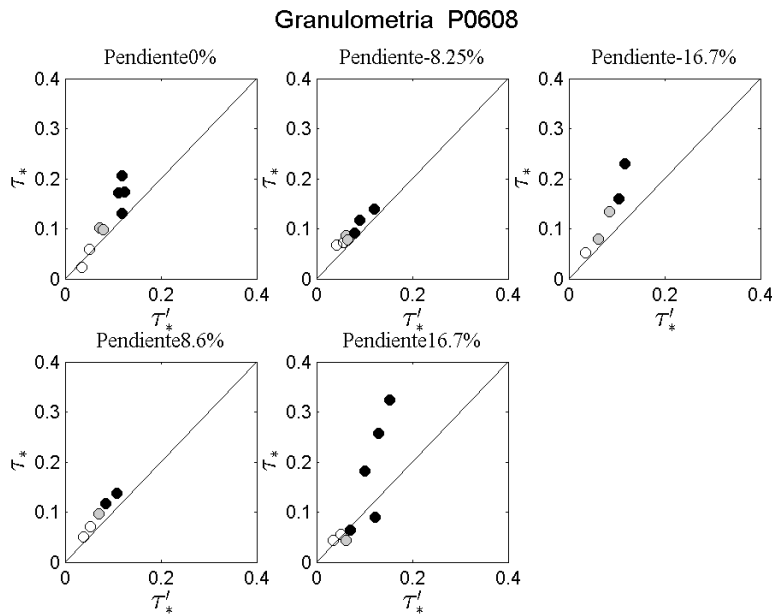 Granulometria P0608
Pendiente0%
Pendiente-8.25%
Pendiente-16.7%
0.4
0.3
0.2
0.1
0
τ*
0 0.2 0.4
τ′*
0.4
0.3
0.2
0.1
0
τ*
0 0.2 0.4
τ′*
0.4
0.3
0.2
0.1
0
τ*
0 0.2 0.4
τ′*
Pendiente8.6%
Pendiente16.7%
0.4
0.3
0.2
0.1
0
τ*
0 0.2 0.4
τ′*
0.4
0.3
0.2
0.1
0
τ*
0 0.2 0.4
τ′*